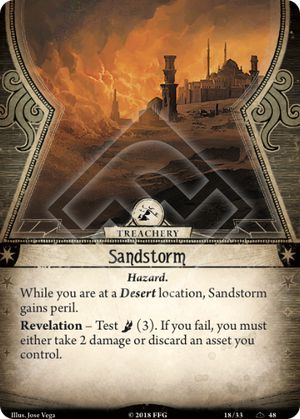 TREACHERY
Sandstorm
Hazard.
While you are at a Desert location, Sandstorm
gains peril.
Revelation – Test (3). If you fail, you must
either take 2 damage or discard an asset you
control.
Illus. Jose Vega
© 2018 FFG
18/33
48